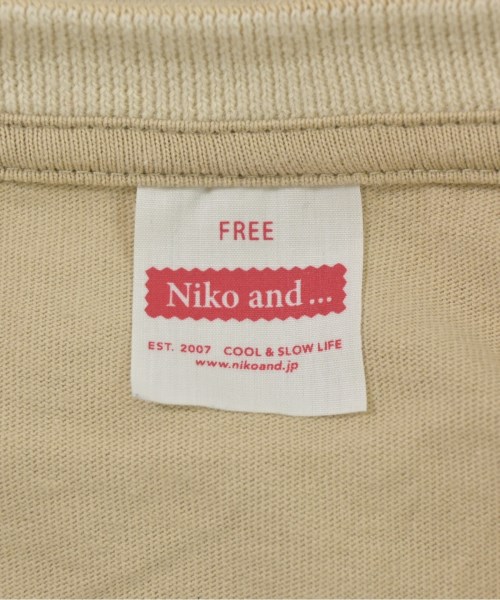 FREE
Niko and...
EST. 2007 COOL & SLOW LIFE
www.nikoand.jp